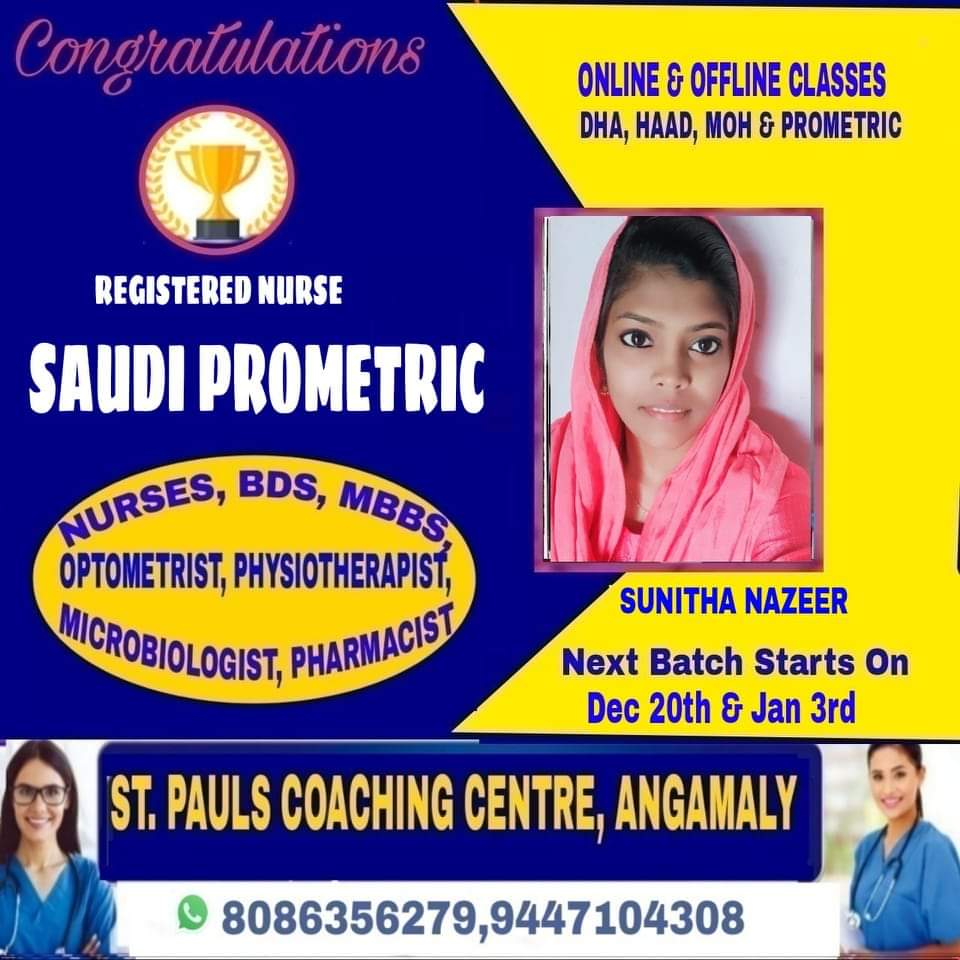 Congratulations
ONLINE & OFFLINE CLASSES
DHA, HAAD, MOH & PROMETRIC
REGISTERED NURSE
SAUDI PROMETRIC
NURSES, BDS, MBBS,
OPTOMETRIST, PHYSIOTHERAPIST,
MICROBIOLOGIST, PHARMACIST
SUNITHA NAZEER
Next Batch Starts On
Dec 20th & Jan 3rd
ST. PAULS COACHING CENTRE, ANGAMALY
8086356279,9447104308